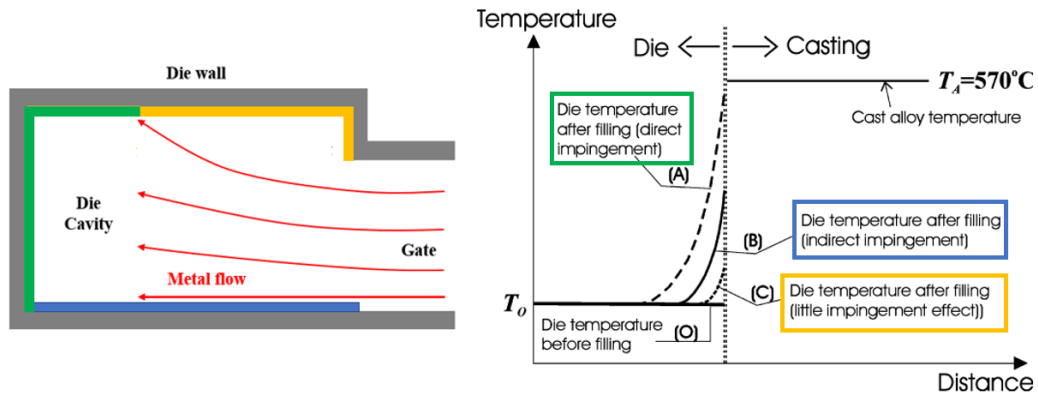 Die wall
Die
Cavity
Gate
Metal flow
Temperature
Die
Casting
T_A=570°C
Cast alloy temperature
Die temperature
after filling (direct
impingement)
(A)
(B)
Die temperature after filling
(indirect impingement)
(C)
Die temperature after filling
(little impingement effect))
T_O
Die temperature
before filling
(O)
Distance